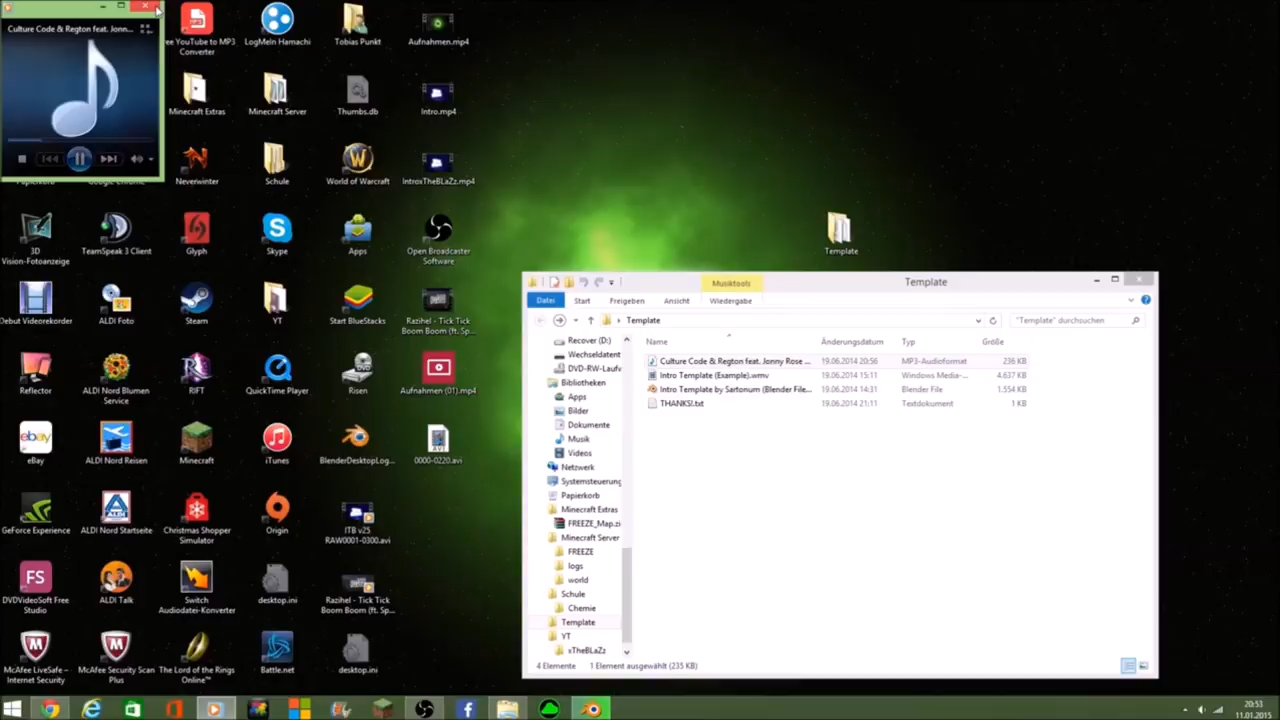 Culture Code & Regton feat. Jonn...
ree YouTube to MP3
Converter
LogMeIn Hamachi
Tobias Punkt
Aufnahmen.mp4
Minecraft Extras
Minecraft Server
Thumbs.db
Intro.mp4
Neverwinter
Schule
World of Warcraft
IntroxTheBLaZz.mp4
3D
Vision-Fotoanzeige
TeamSpeak 3 Client
Glyph
Skype
Apps
Open Broadcaster
Software
Template
Debut Videorekorder
ALDI Foto
Steam
YT
Start BlueStacks
Razihel - Tick Tick
Boom Boom (ft. Sp...
Reflector
ALDI Nord Blumen
Service
RIFT
QuickTime Player
Risen
Aufnahmen (01).mp4
eBay
ALDI Nord Reisen
Minecraft
iTunes
BlenderDesktopLog...
0000-0220.avi
GeForce Experience
ALDI Nord Startseite
Christmas Shopper
Simulator
Origin
ITB v25
RAW0001-0300.avi
DVDVideoSoft Free
Studio
ALDI Talk
Switch
Audiodatei-Konverter
desktop.ini
Razihel - Tick Tick
Boom Boom (ft. Sp...
McAfee LiveSafe –
Internet Security
McAfee Security Scan
Plus
The Lord of the Rings
Online™
Battle.net
desktop.ini
Musiktools
Template
Datei
Start
Freigeben
Ansicht
Wiedergabe
Template
"Template" durchsuchen
Name
Änderungsdatum
Typ
Größe
Culture Code & Regton feat. Jonny Rose ...
19.06.2014 20:56
MP3-Audioformat
236 KB
Intro Template (Example).wmv
19.06.2014 15:11
Windows Media-...
4.637 KB
Intro Template by Sartonum (Blender File...
19.06.2014 14:31
Blender File
1.554 KB
THANKS!.txt
19.06.2014 21:11
Textdokument
1 KB
Recover (D:)
Wechseldatent
DVD-RW-Laufv
Bibliotheken
Apps
Bilder
Dokumente
Musik
Videos
Netzwerk
Systemsteuerung
Papierkorb
Minecraft Extras
FREEZE_Map.zi
Minecraft Server
FREEZE
logs
world
Schule
Chemie
Template
YT
xTheBLaZz
4 Elemente
1 Element ausgewählt (235 KB)
20:53
11.01.2015